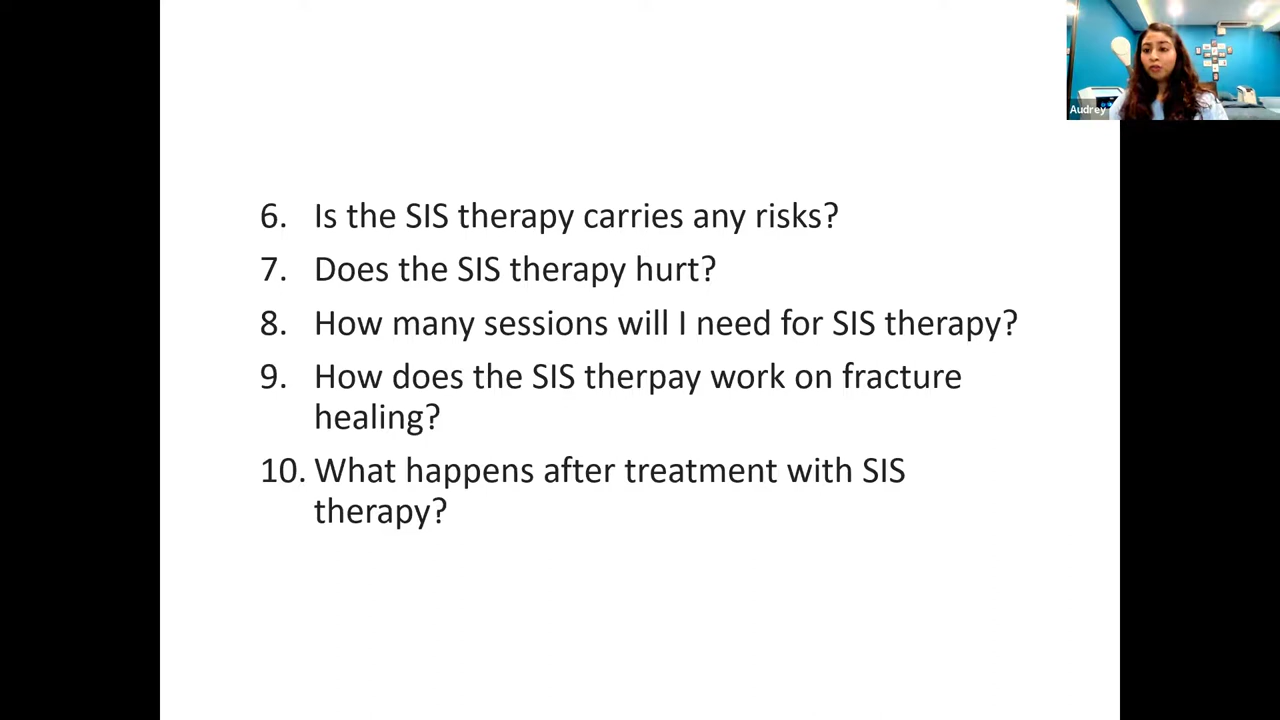 Audrey
6. Is the SIS therapy carries any risks?
7. Does the SIS therapy hurt?
8. How many sessions will I need for SIS therapy?
9. How does the SIS therpay work on fracture
healing?
10. What happens after treatment with SIS
therapy?